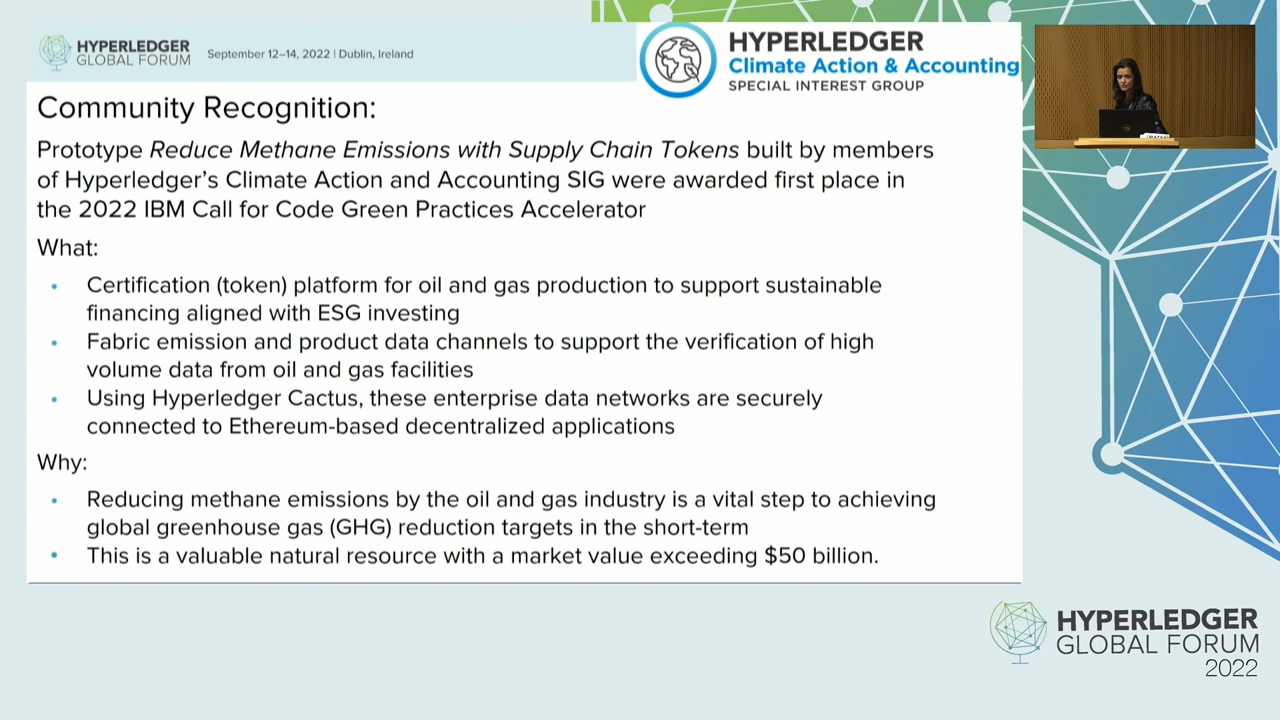 HYPERLEDGER
GLOBAL FORUM
September 12–14, 2022 | Dublin, Ireland
HYPERLEDGER
Climate Action & Accounting
SPECIAL INTEREST GROUP
Community Recognition:
Prototype Reduce Methane Emissions with Supply Chain Tokens built by members
of Hyperledger's Climate Action and Accounting SIG were awarded first place in
the 2022 IBM Call for Code Green Practices Accelerator
What:
• Certification (token) platform for oil and gas production to support sustainable
financing aligned with ESG investing
• Fabric emission and product data channels to support the verification of high
volume data from oil and gas facilities
• Using Hyperledger Cactus, these enterprise data networks are securely
connected to Ethereum-based decentralized applications
Why:
• Reducing methane emissions by the oil and gas industry is a vital step to achieving
global greenhouse gas (GHG) reduction targets in the short-term
• This is a valuable natural resource with a market value exceeding $50 billion.
HYPERLEDGER
GLOBAL FORUM
2022